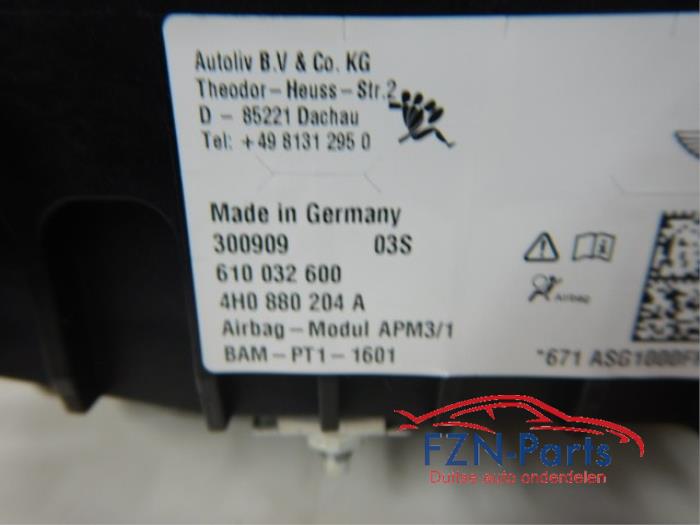 Autoliv B.V & Co. KG
Theodor-Heuss-Str.2
D - 85221 Dachau
Tel: +49 8131 295 0
Made in Germany
300909 03S
610 032 600
4H0 880 204 A
Airbag-Modul APM3/1
BAM-PT1-1601
AIRBAG
*671 ASG1000F
FZN-Parts
Duitse auto onderdelen